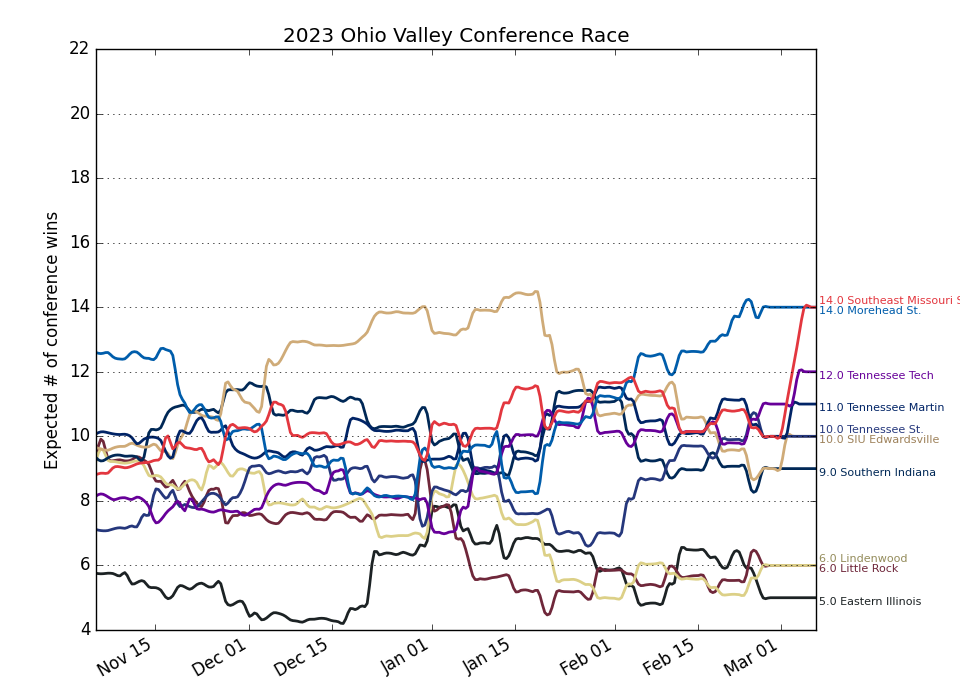 2023 Ohio Valley Conference Race
Expected # of conference wins
22
20
18
16
14
12
10
8
6
4
14.0 Southeast Missouri S
14.0 Morehead St.
12.0 Tennessee Tech
11.0 Tennessee Martin
10.0 Tennessee St.
10.0 SIU Edwardsville
9.0 Southern Indiana
6.0 Lindenwood
6.0 Little Rock
5.0 Eastern Illinois
Nov 15
Dec 01
Dec 15
Jan 01
Jan 15
Feb 01
Feb 15
Mar 01